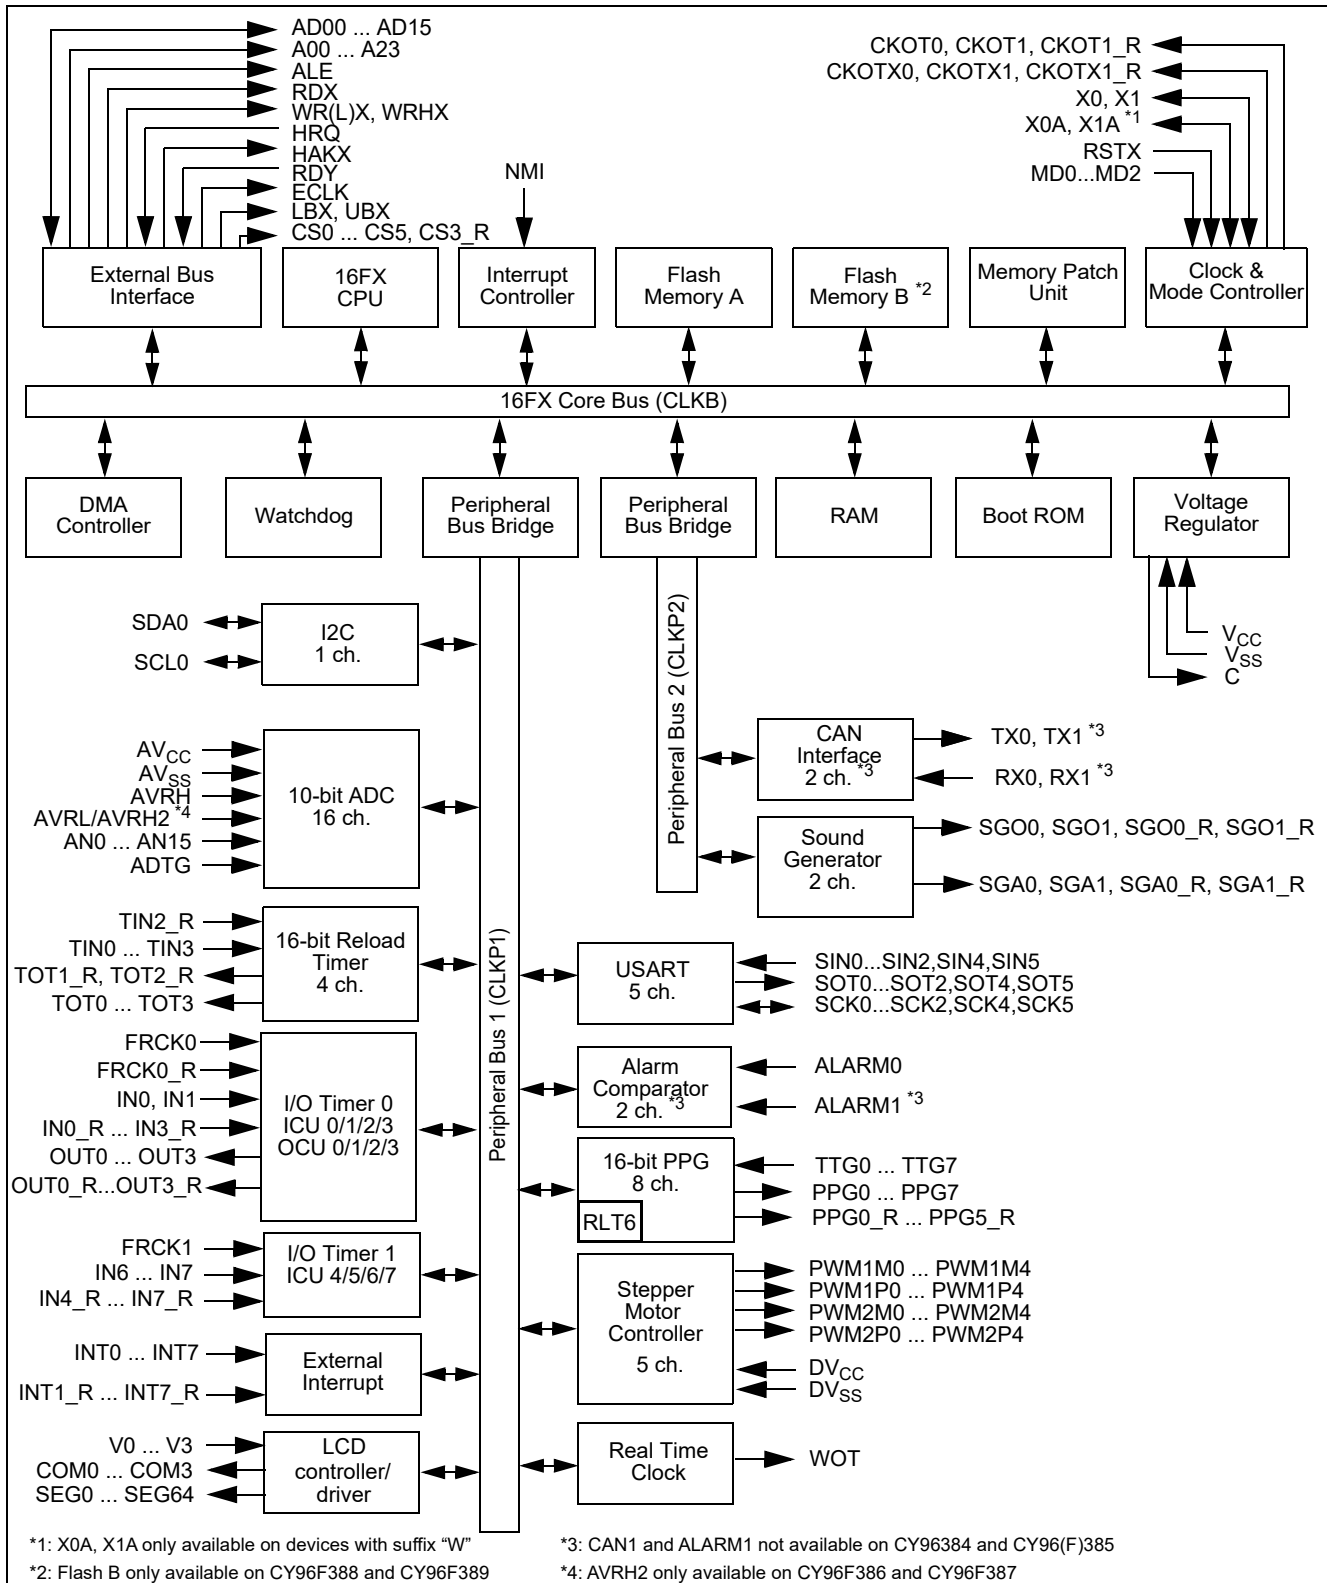 AD00 ... AD15
A00 ... A23
ALE
RDX
WR(L)X, WRHX
HRQ
HAKX
RDY
ECLK
LBX, UBX
CS0 ... CS5, CS3_R
NMI
CKOT0, CKOT1, CKOT1_R
CKOTX0, CKOTX1, CKOTX1_R
X0, X1
X0A, X1A *1
RSTX
MD0...MD2
External Bus
Interface
16FX
CPU
Interrupt
Controller
Flash
Memory A
Flash
Memory B *2
Memory Patch
Unit
Clock &
Mode Controller
16FX Core Bus (CLKB)
DMA
Controller
Watchdog
Peripheral
Bus Bridge
Peripheral
Bus Bridge
RAM
Boot ROM
Voltage
Regulator
VCC
VSS
C
Peripheral Bus 1 (CLKP1)
Peripheral Bus 2 (CLKP2)
SDA0
SCL0
I2C
1 ch.
AVCC
AVSS
AVRH
AVRL/AVRH2 *4
AN0 ... AN15
ADTG
10-bit ADC
16 ch.
TIN2_R
TIN0 ... TIN3
TOT1_R, TOT2_R
TOT0 ... TOT3
16-bit Reload
Timer
4 ch.
FRCK0
FRCK0_R
IN0, IN1
IN0_R ... IN3_R
OUT0 ... OUT3
OUT0_R...OUT3_R
I/O Timer 0
ICU 0/1/2/3
OCU 0/1/2/3
FRCK1
IN6 ... IN7
IN4_R ... IN7_R
I/O Timer 1
ICU 4/5/6/7
INT0 ... INT7
INT1_R ... INT7_R
External
Interrupt
V0 ... V3
COM0 ... COM3
SEG0 ... SEG64
LCD
controller/
driver
CAN
Interface
2 ch. *3
TX0, TX1 *3
RX0, RX1 *3
Sound
Generator
2 ch.
SGO0, SGO1, SGO0_R, SGO1_R
SGA0, SGA1, SGA0_R, SGA1_R
USART
5 ch.
SIN0...SIN2,SIN4,SIN5
SOT0...SOT2,SOT4,SOT5
SCK0...SCK2,SCK4,SCK5
Alarm
Comparator
2 ch. *3
ALARM0
ALARM1 *3
16-bit PPG
8 ch.
RLT6
TTG0 ... TTG7
PPG0 ... PPG7
PPG0_R ... PPG5_R
Stepper
Motor
Controller
5 ch.
PWM1M0 ... PWM1M4
PWM1P0 ... PWM1P4
PWM2M0 ... PWM2M4
PWM2P0 ... PWM2P4
DVCC
DVSS
Real Time
Clock
WOT
*1: X0A, X1A only available on devices with suffix “W”
*2: Flash B only available on CY96F388 and CY96F389
*3: CAN1 and ALARM1 not available on CY96384 and CY96(F)385
*4: AVRH2 only available on CY96F386 and CY96F387